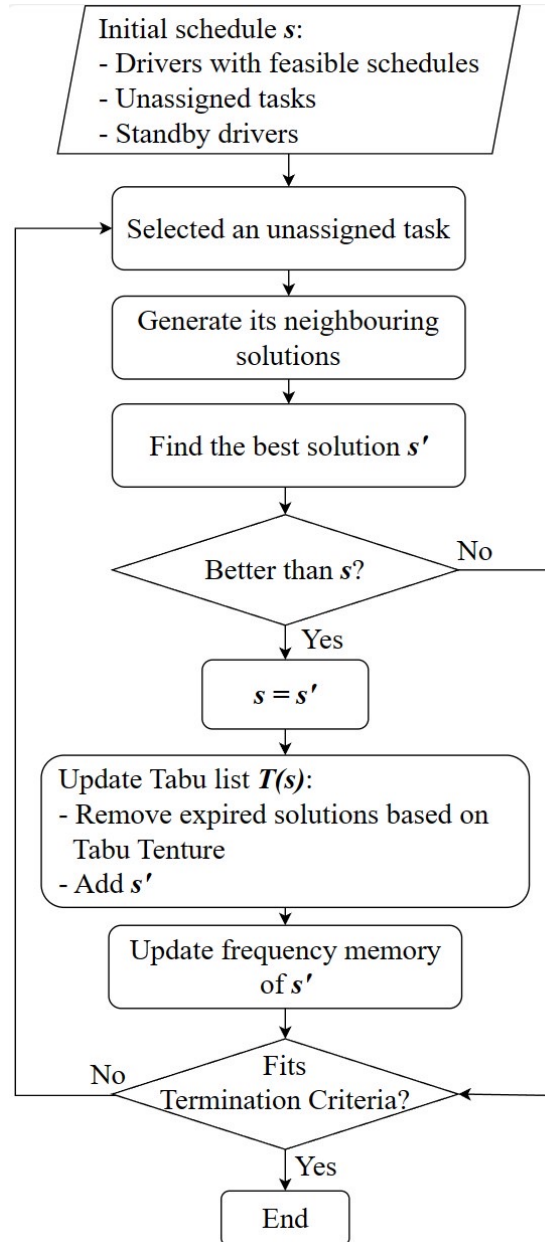 Initial schedule s:
- Drivers with feasible schedules
- Unassigned tasks
- Standby drivers
Selected an unassigned task
Generate its neighbouring
solutions
Find the best solution s'
Better than s?
No
Yes
s = s'
Update Tabu list T(s):
- Remove expired solutions based on
Tabu Tenture
- Add s'
Update frequency memory
of s'
Fits
Termination Criteria?
No
Yes
End